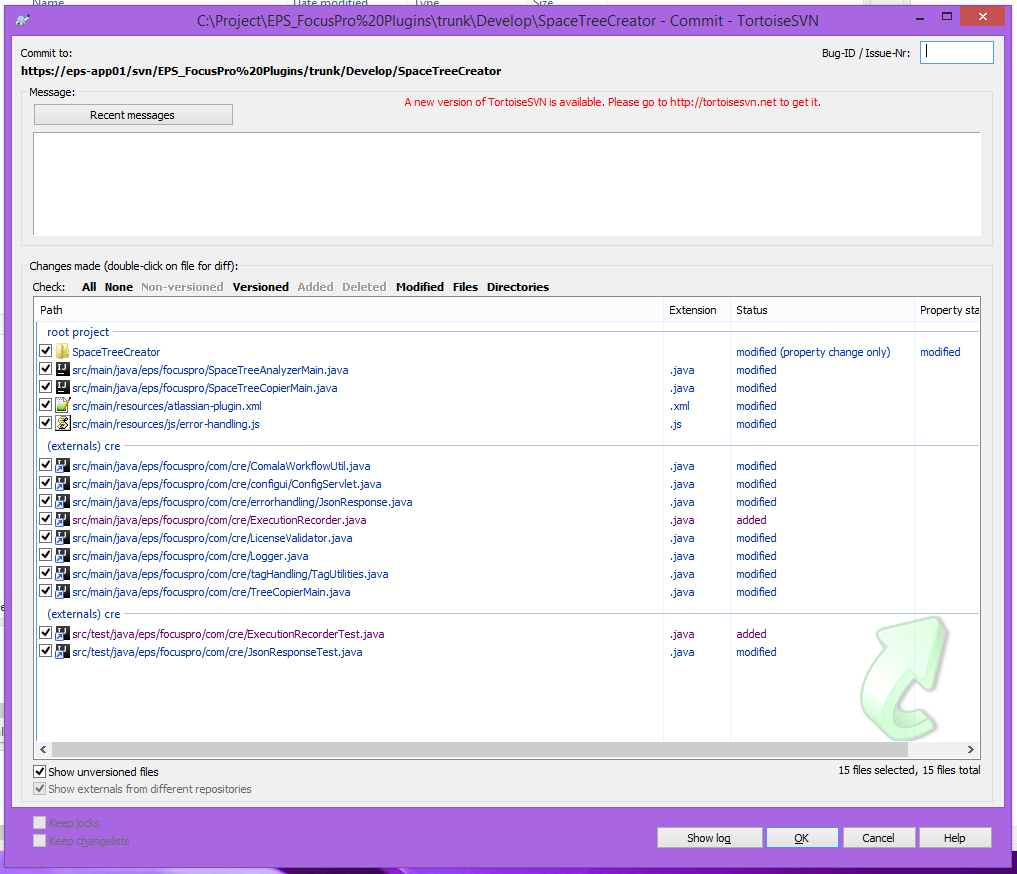 Name Date modified Type Size
C:\Project\EPS_FocusPro%20Plugins\trunk\Develop\SpaceTreeCreator - Commit - TortoiseSVN
Commit to:
Bug-ID / Issue-Nr:
https://eps-app01/svn/EPS_FocusPro%20Plugins/trunk/Develop/SpaceTreeCreator
Message:
A new version of TortoiseSVN is available. Please go to http://tortoisesvn.net to get it.
Recent messages
Changes made (double-click on file for diff):
Check: All None Non-versioned Versioned Added Deleted Modified Files Directories
Path Extension Status Property sta
root project
SpaceTreeCreator modified (property change only) modified
src/main/java/eps/focuspro/SpaceTreeAnalyzerMain.java .java modified
src/main/java/eps/focuspro/SpaceTreeCopierMain.java .java modified
src/main/resources/atlassian-plugin.xml .xml modified
src/main/resources/js/error-handling.js .js modified
(externals) cre
src/main/java/eps/focuspro/com/cre/ComalaWorkflowUtil.java .java modified
src/main/java/eps/focuspro/com/cre/configui/ConfigServlet.java .java modified
src/main/java/eps/focuspro/com/cre/errorhandling/JsonResponse.java .java modified
src/main/java/eps/focuspro/com/cre/ExecutionRecorder.java .java added
src/main/java/eps/focuspro/com/cre/LicenseValidator.java .java modified
src/main/java/eps/focuspro/com/cre/Logger.java .java modified
src/main/java/eps/focuspro/com/cre/tagHandling/TagUtilities.java .java modified
src/main/java/eps/focuspro/com/cre/TreeCopierMain.java .java modified
(externals) cre
src/test/java/eps/focuspro/com/cre/ExecutionRecorderTest.java .java added
src/test/java/eps/focuspro/com/cre/JsonResponseTest.java .java modified
Show unversioned files
15 files selected, 15 files total
Show externals from different repositories
Keep locks
Keep changelists
Show log OK Cancel Help